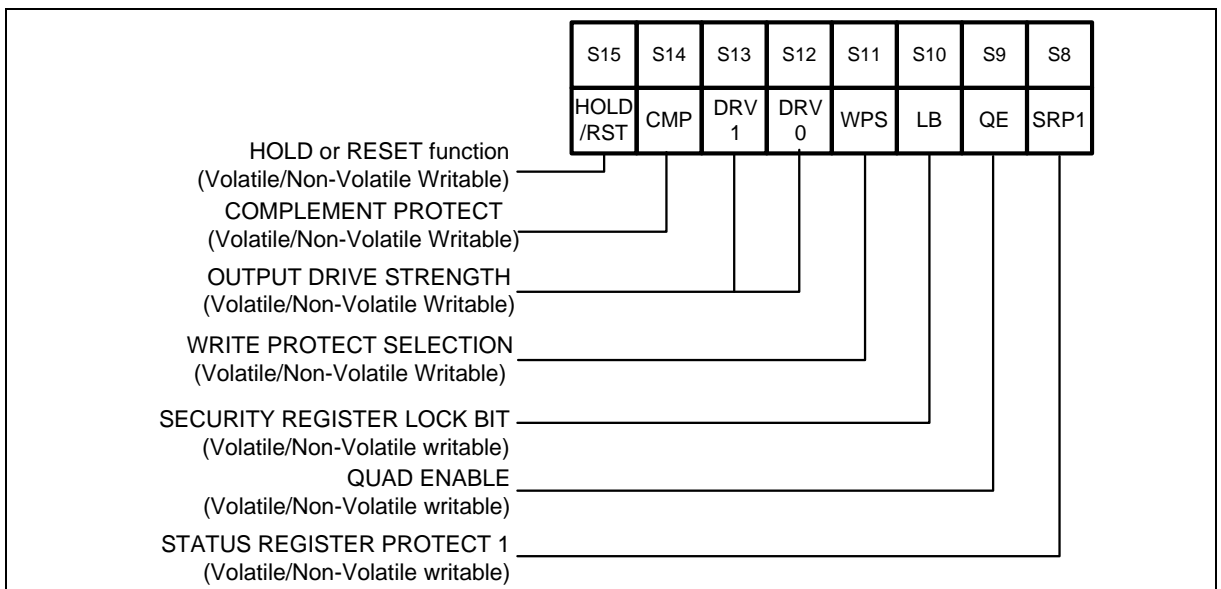 S15 S14 S13 S12 S11 S10 S9 S8
HOLD /RST CMP DRV 1 DRV 0 WPS LB QE SRP1
HOLD or RESET function
(Volatile/Non-Volatile Writable)
COMPLEMENT PROTECT
(Volatile/Non-Volatile Writable)
OUTPUT DRIVE STRENGTH
(Volatile/Non-Volatile Writable)
WRITE PROTECT SELECTION
(Volatile/Non-Volatile Writable)
SECURITY REGISTER LOCK BIT
(Volatile/Non-Volatile writable)
QUAD ENABLE
(Volatile/Non-Volatile writable)
STATUS REGISTER PROTECT 1
(Volatile/Non-Volatile writable)